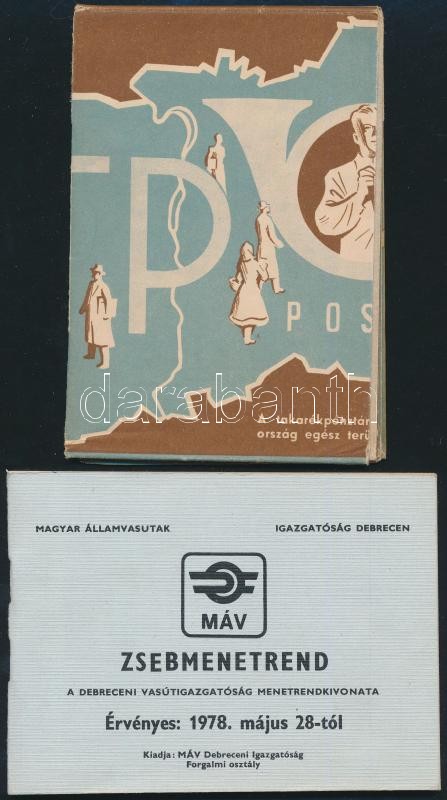 TP
POS
A takarékpénztár
ország egész terü
darabanth
MAGYAR ÁLLAMVASUTAK
IGAZGATÓSÁG DEBRECEN
MÁV
ZSEBMENETREND
A DEBRECENI VASÚTIGAZGATÓSÁG MENETRENDKIVONATA
Érvényes: 1978. május 28-tól
Kiadja: MÁV Debreceni Igazgatóság
Forgalmi osztály